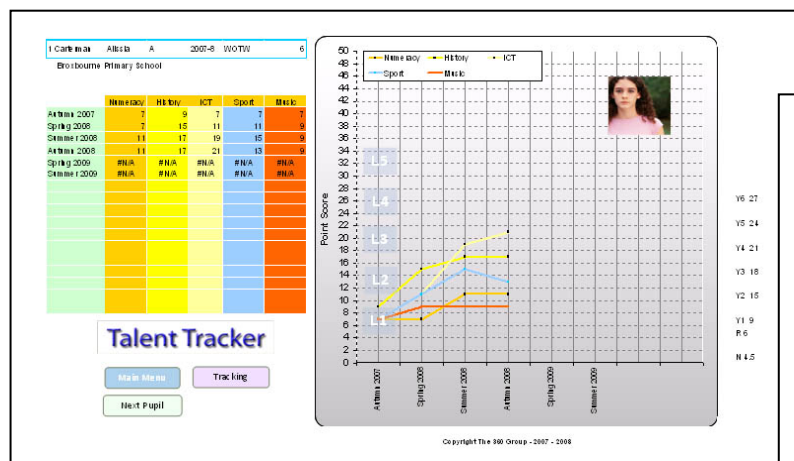 1 Carterman Alissia A 2007-8 WOTW 6
Broxbourne Primary School
Numeracy History ICT Sport Music
Autumn 2007 7 9 7 7 7
Spring 2008 7 15 11 11 9
Summer 2008 11 17 19 15 9
Autumn 2008 11 17 21 13 9
Spring 2009 #N/A #N/A #N/A #N/A #N/A
Summer 2009 #N/A #N/A #N/A #N/A #N/A
Talent Tracker
Main Menu
Tracking
Next Pupil
Numeracy History ICT
Sport Music
Point Score
50
48
46
44
42
40
38
36
34
32
30
28
26
24
22
20
18
16
14
12
10
8
6
4
2
0
L5
L4
L3
L2
L1
Autumn 2007
Spring 2008
Summer 2008
Autumn 2008
Spring 2009
Summer 2009
Y6 27
Y5 24
Y4 21
Y3 18
Y2 15
Y1 9
R 6
N 4.5
Copyright The 360 Group - 2007 - 2008